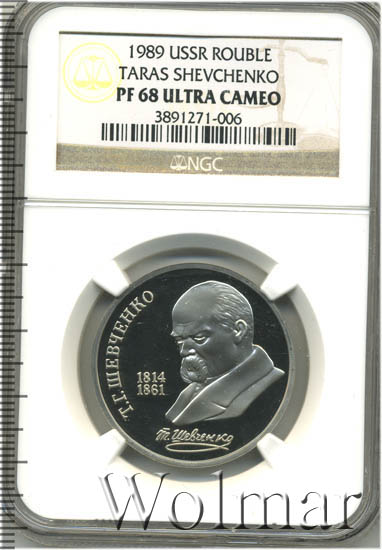 1989 USSR ROUBLE
TARAS SHEVCHENKO
PF 68 ULTRA CAMEO
3891271-006
NGC
Т.Г.ШЕВЧЕНКО
1814
1861
Т. Шевченко
Wolmar